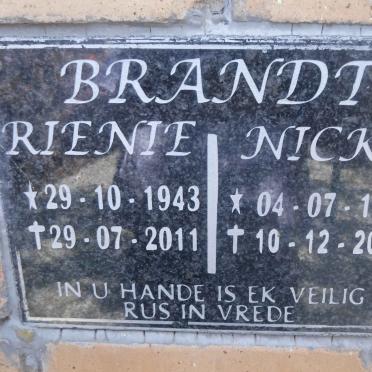 BRANDT
RIENIE NICK
★ 29 - 10 - 1943 ★ 04 - 07 - 1
✝ 29 - 07 - 2011 ✝ 10 - 12 - 20
IN U HANDE IS EK VEILIG
RUS IN VREDE